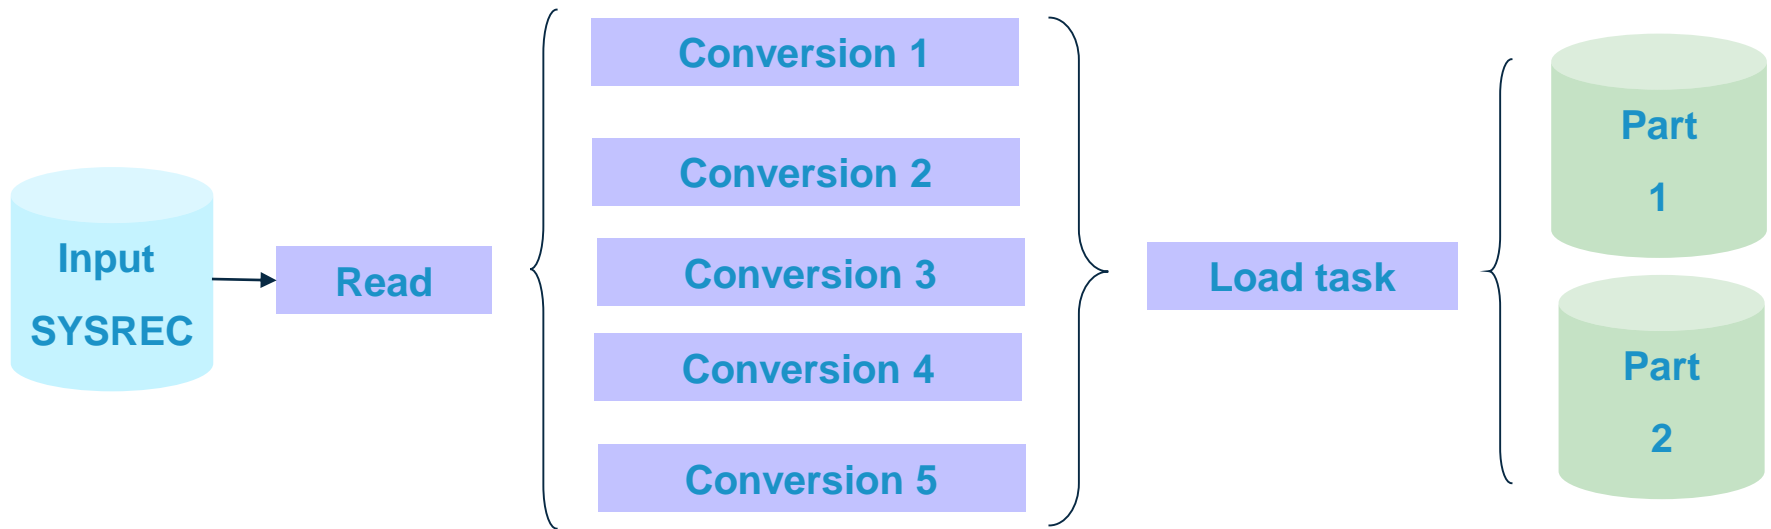 Input
SYSREC
Read
Conversion 1
Conversion 2
Conversion 3
Conversion 4
Conversion 5
Load task
Part
1
Part
2